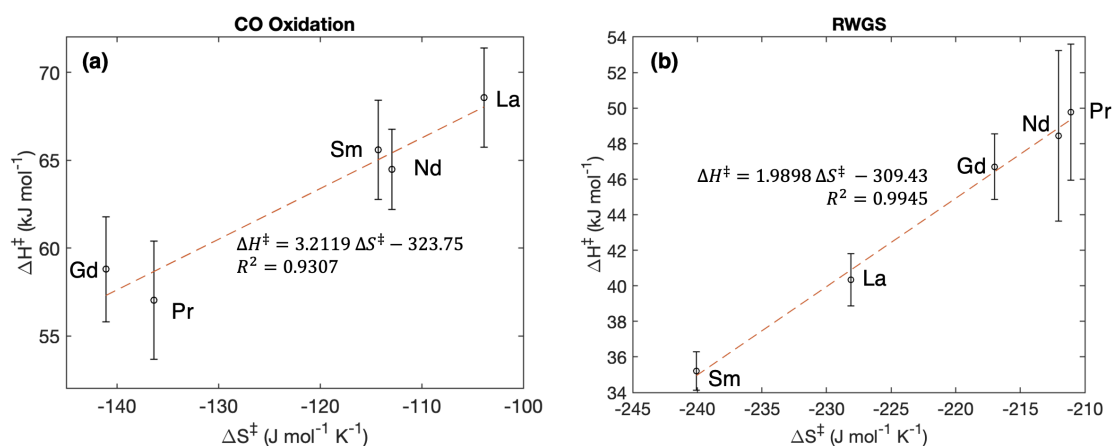 CO Oxidation
(a)
ΔH‡ (kJ mol⁻¹)
70
65
60
55
La
Sm
Nd
Gd
Pr
ΔH‡ = 3.2119 ΔS‡ − 323.75
R² = 0.9307
-140 -130 -120 -110 -100
ΔS‡ (J mol⁻¹ K⁻¹)
RWGS
(b)
ΔH‡ (kJ mol⁻¹)
54
52
50
48
46
44
42
40
38
36
34
Pr
Nd
Gd
ΔH‡ = 1.9898 ΔS‡ − 309.43
R² = 0.9945
La
Sm
-245 -240 -235 -230 -225 -220 -215 -210
ΔS‡ (J mol⁻¹ K⁻¹)